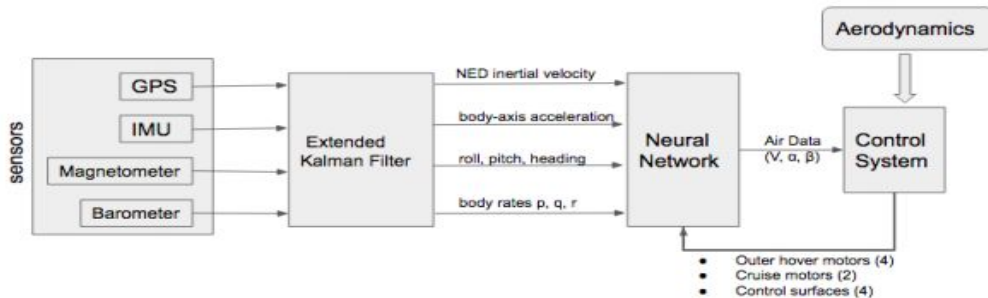 Aerodynamics
sensors
GPS
IMU
Magnetometer
Barometer
Extended
Kalman Filter
NED inertial velocity
body-axis acceleration
roll, pitch, heading
body rates p, q, r
Neural
Network
Air Data
(V, α, β)
Control
System
● Outer hover motors (4)
● Cruise motors (2)
● Control surfaces (4)